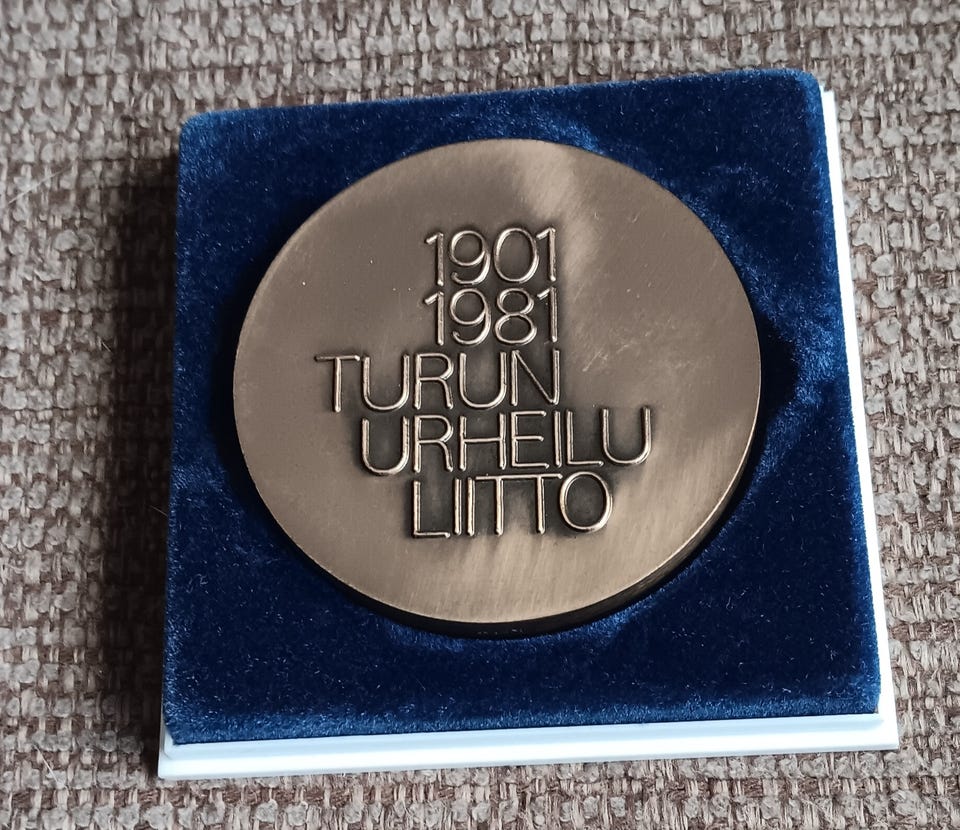 1901
1981
TURUN
URHEILU
LIITTO